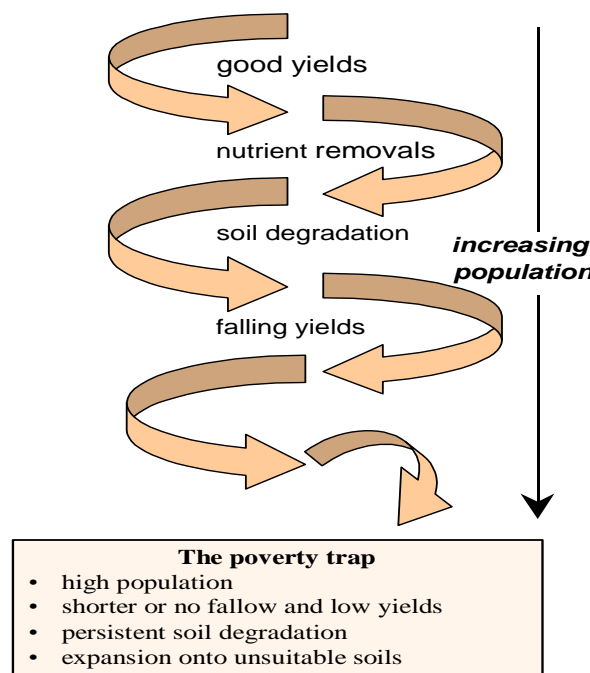 good yields
nutrient removals
soil degradation
increasing
population
falling yields
The poverty trap
• high population
• shorter or no fallow and low yields
• persistent soil degradation
• expansion onto unsuitable soils